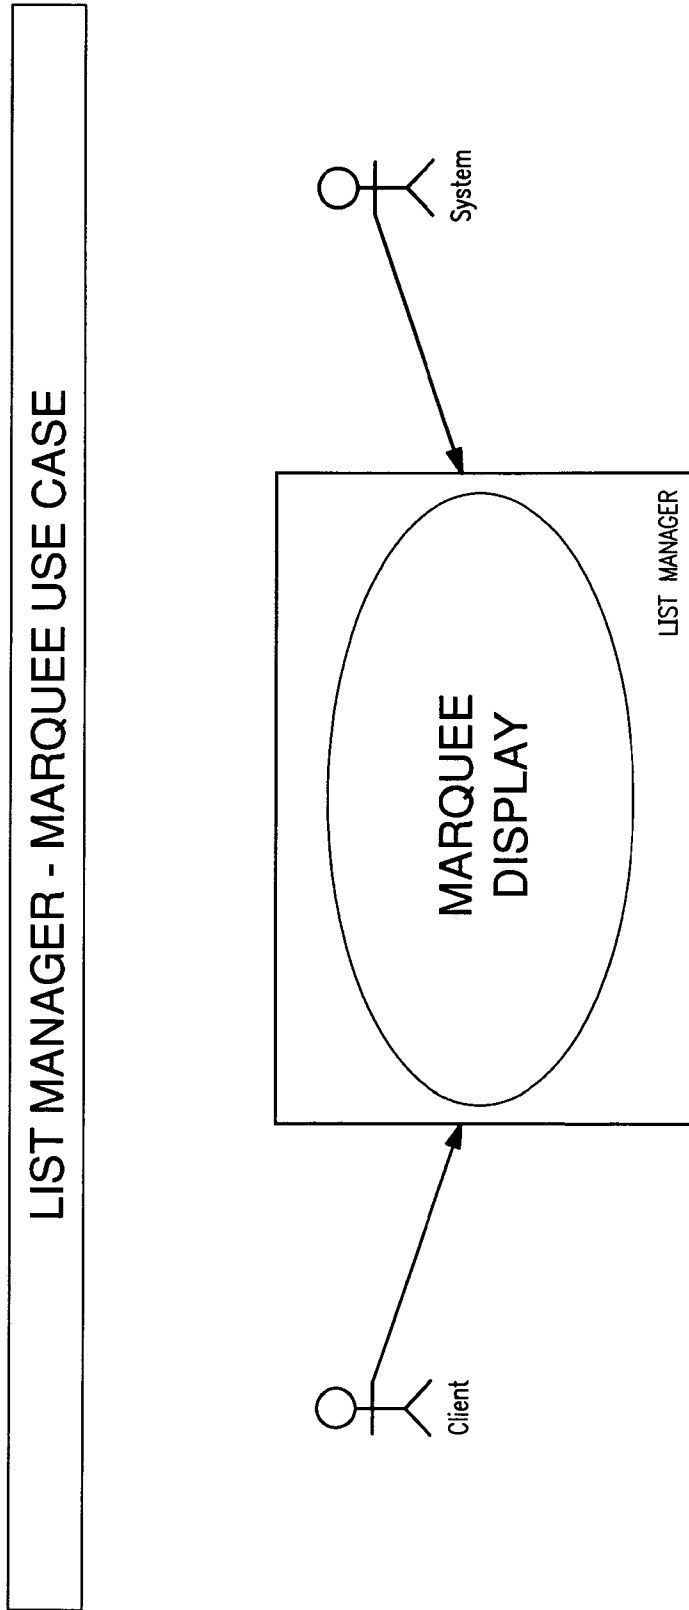 LIST MANAGER - MARQUEE USE CASE
Client
MARQUEE
DISPLAY
LIST MANAGER
System